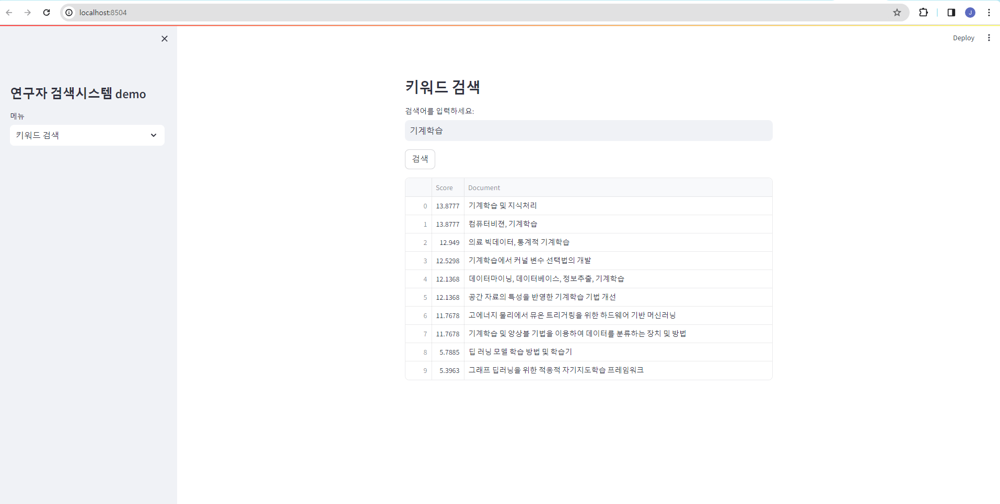 localhost:8504
J
Deploy
연구자 검색시스템 demo
메뉴
키워드 검색
키워드 검색
검색어를 입력하세요:
기계학습
검색
Score Document
0 13.8777 기계학습 및 지식처리
1 13.8777 컴퓨터비젼, 기계학습
2 12.949 의료 빅데이터, 통계적 기계학습
3 12.5298 기계학습에서 커널 변수 선택법의 개발
4 12.1368 데이터마이닝, 데이터베이스, 정보추출, 기계학습
5 12.1368 공간 자료의 특성을 반영한 기계학습 기법 개선
6 11.7678 고에너지 물리에서 뮤온 트리거링을 위한 하드웨어 기반 머신러닝
7 11.7678 기계학습 및 앙상블 기법을 이용하여 데이터를 분류하는 장치 및 방법
8 5.7885 딥 러닝 모델 학습 방법 및 학습기
9 5.3963 그래프 딥러닝을 위한 적응적 자기지도학습 프레임워크